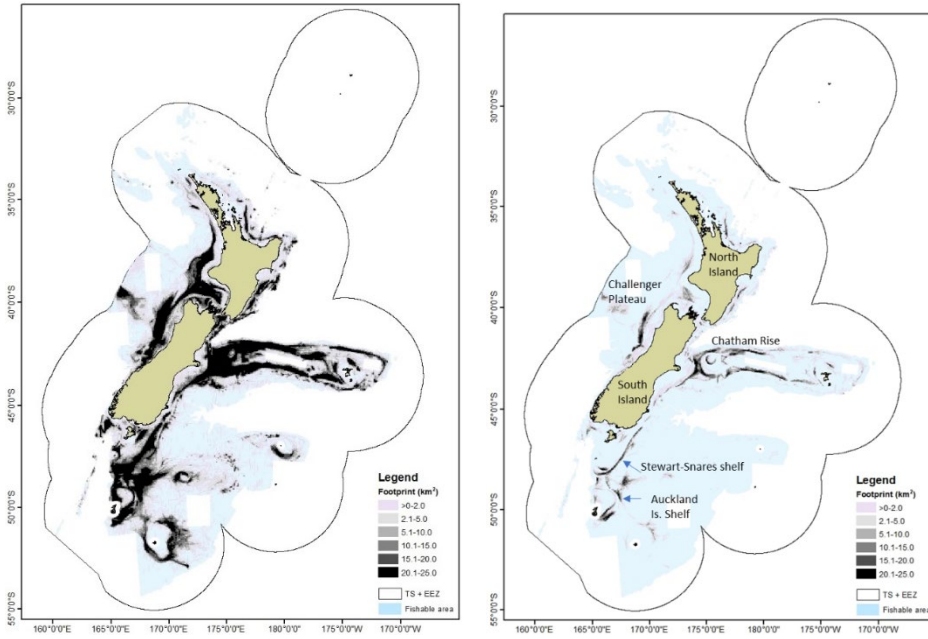 30°0'0"S
35°0'0"S
40°0'0"S
45°0'0"S
50°0'0"S
55°0'0"S
160°0'0"E
165°0'0"E
170°0'0"E
175°0'0"E
180°0'0"
170°0'0"W
Legend
Footprint (km²)
>0-2.0
2.1-5.0
5.1-10.0
10.1-15.0
15.1-20.0
20.1-25.0
TS + EEZ
Fishable area
30°0'0"S
35°0'0"S
40°0'0"S
45°0'0"S
50°0'0"S
55°0'0"S
North
Island
Challenger
Plateau
Chatham Rise
South
Island
Stewart-Snares shelf
Auckland
Is. Shelf
160°0'0"E
165°0'0"E
170°0'0"E
175°0'0"E
180°0'0"
170°0'0"W
Legend
Footprint (km²)
>0-2.0
2.1-5.0
5.1-10.0
10.1-15.0
15.1-20.0
20.1-25.0
TS + EEZ
Fishable area